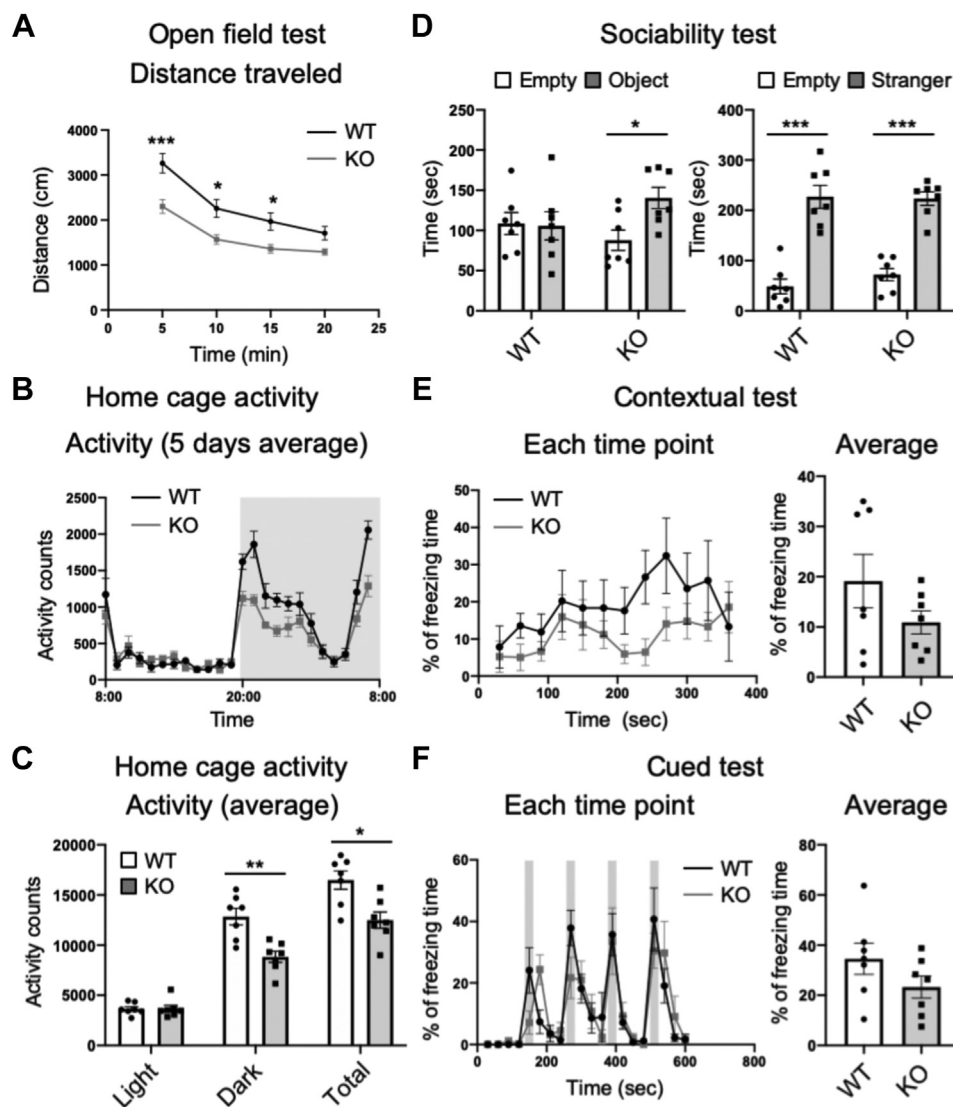 A
Open field test
Distance traveled
***
*
*
WT
KO
Distance (cm)
4000
3000
2000
1000
0
0 5 10 15 20 25
Time (min)
B
Home cage activity
Activity (5 days average)
WT
KO
Activity counts
2500
2000
1500
1000
500
0
8:00 20:00 8:00
Time
C
Home cage activity
Activity (average)
WT
KO
**
*
Activity counts
20000
15000
10000
5000
0
Light Dark Total
D
Sociability test
Empty Object
*
Time (sec)
250
200
150
100
50
0
WT KO
Empty Stranger
*** ***
Time (sec)
400
300
200
100
0
WT KO
E
Contextual test
Each time point
WT
KO
% of freezing time
50
40
30
20
10
0
0 100 200 300 400
Time (sec)
Average
% of freezing time
40
30
20
10
0
WT KO
F
Cued test
Each time point
WT
KO
% of freezing time
60
40
20
0
0 200 400 600 800
Time (sec)
Average
% of freezing time
80
60
40
20
0
WT KO